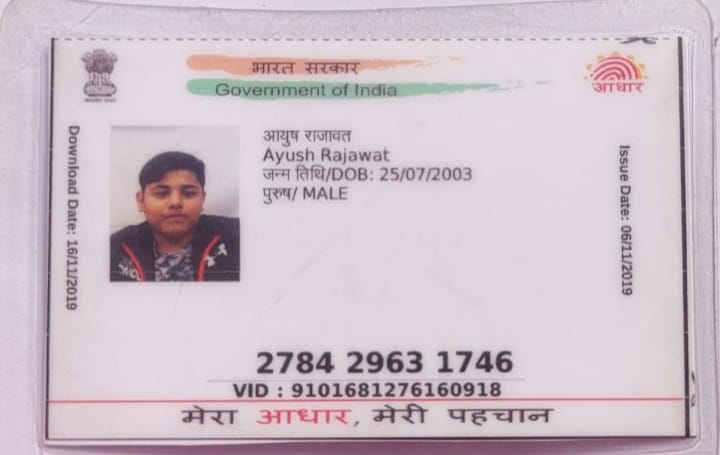 भारत सरकार
Government of India
आधार
आयुष राजावत
Ayush Rajawat
जन्म तिथि/DOB: 25/07/2003
पुरुष/ MALE
Download Date: 16/11/2019
Issue Date: 06/11/2019
2784 2963 1746
VID : 9101681276160918
मेरा आधार, मेरी पहचान